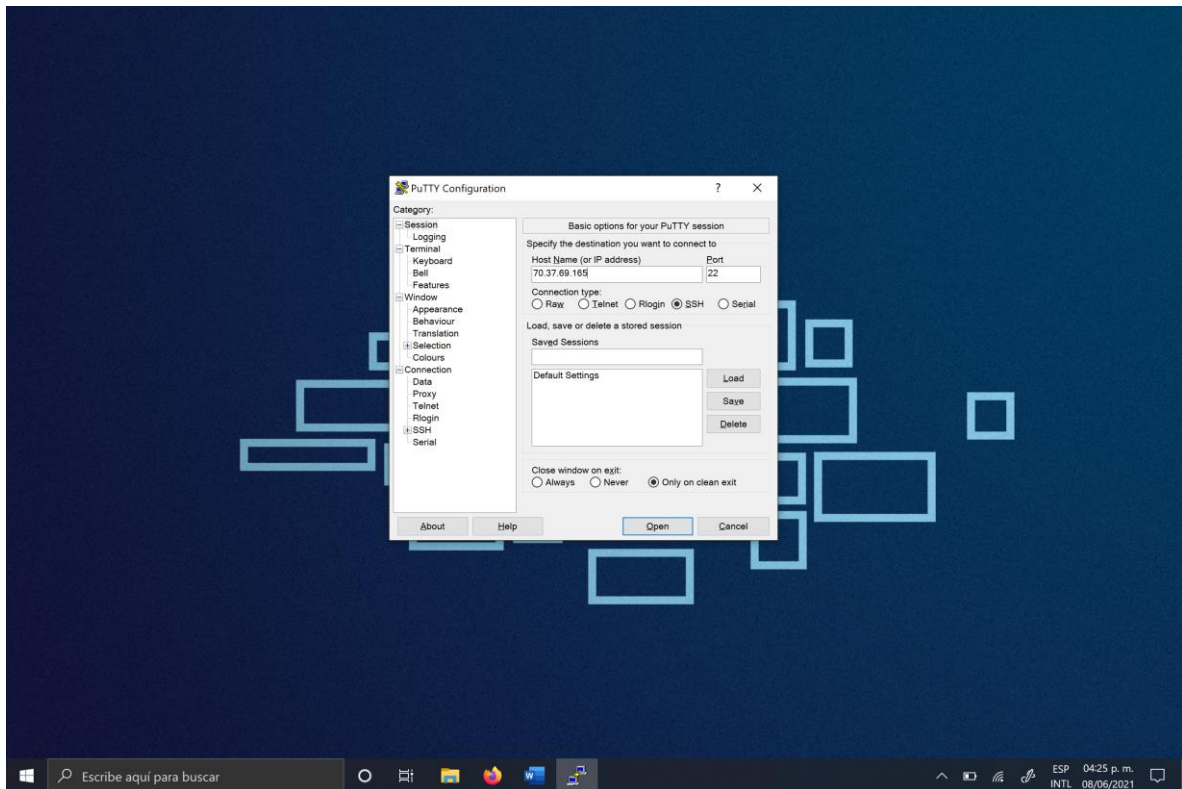 PuTTY Configuration
?
Category:
Session
Logging
Terminal
Keyboard
Bell
Features
Window
Appearance
Behaviour
Translation
Selection
Colours
Connection
Data
Proxy
Telnet
Rlogin
SSH
Serial
Basic options for your PuTTY session
Specify the destination you want to connect to
Host Name (or IP address) Port
70.37.69.165 22
Connection type:
Raw Telnet Rlogin SSH Serial
Load, save or delete a stored session
Saved Sessions
Default Settings
Load
Save
Delete
Close window on exit:
Always Never Only on clean exit
About Help Open Cancel
Escribe aquí para buscar
W
ESP 04:25 p. m.
INTL 08/06/2021